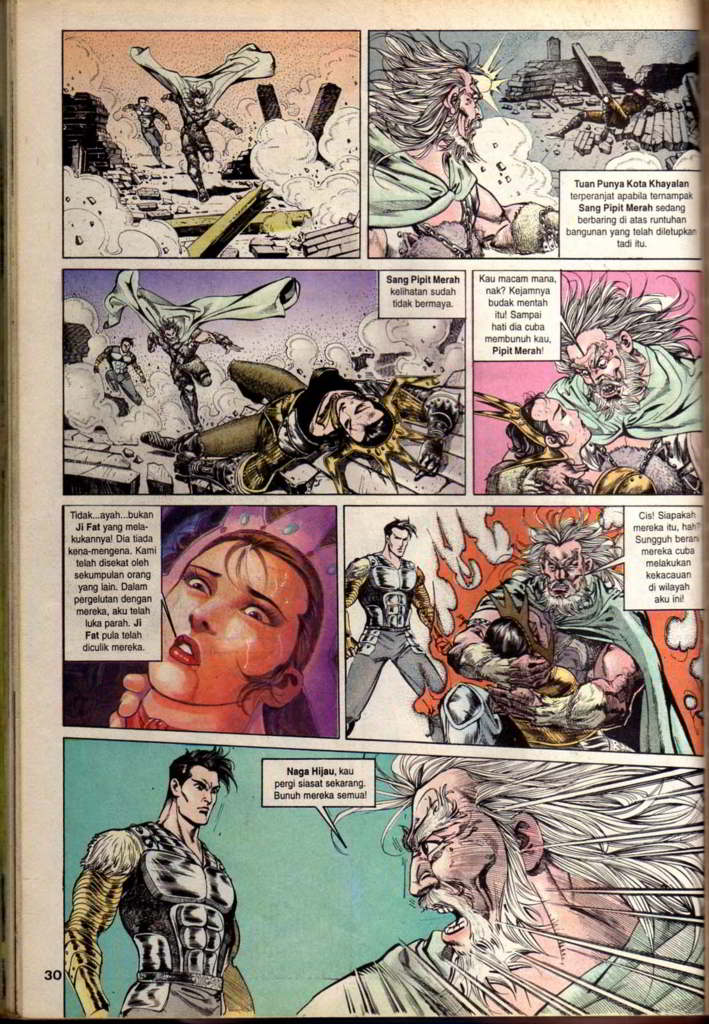 Tuan Punya Kota Khayalan
terperanjat apabila ternampak
Sang Pipit Merah sedang
berbaring di atas runtuhan
bangunan yang telah diletupkan
tadi itu.
Sang Pipit Merah
kelihatan sudah
tidak bermaya.
Kau macam mana,
nak? Kejamnya
budak mentah
itu! Sampai
hati dia cuba
membunuh kau,
Pipit Merah!
Tidak...ayah...bukan
Ji Fat yang mela-
kukannya! Dia tiada
kena-mengena. Kami
telah disekat oleh
sekumpulan orang
yang lain. Dalam
pergelutan dengan
mereka, aku telah
luka parah. Ji
Fat pula telah
diculik mereka.
Cis! Siapakah
mereka itu, hah?
Sungguh berani
mereka cuba
melakukan
kekacauan
di wilayah
aku ini!
Naga Hijau, kau
pergi siasat sekarang.
Bunuh mereka semua!
30